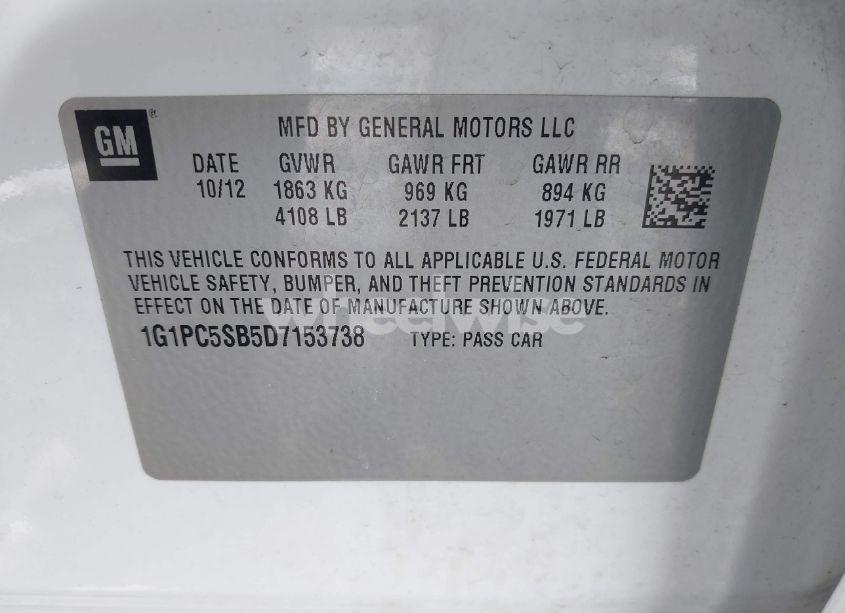 GM ®
MFD BY GENERAL MOTORS LLC
DATE GVWR GAWR FRT GAWR RR
10/12 1863 KG 969 KG 894 KG
4108 LB 2137 LB 1971 LB
THIS VEHICLE CONFORMS TO ALL APPLICABLE U.S. FEDERAL MOTOR
VEHICLE SAFETY, BUMPER, AND THEFT PREVENTION STANDARDS IN
EFFECT ON THE DATE OF MANUFACTURE SHOWN ABOVE.
wheelwise
1G1PC5SB5D7153738 TYPE: PASS CAR